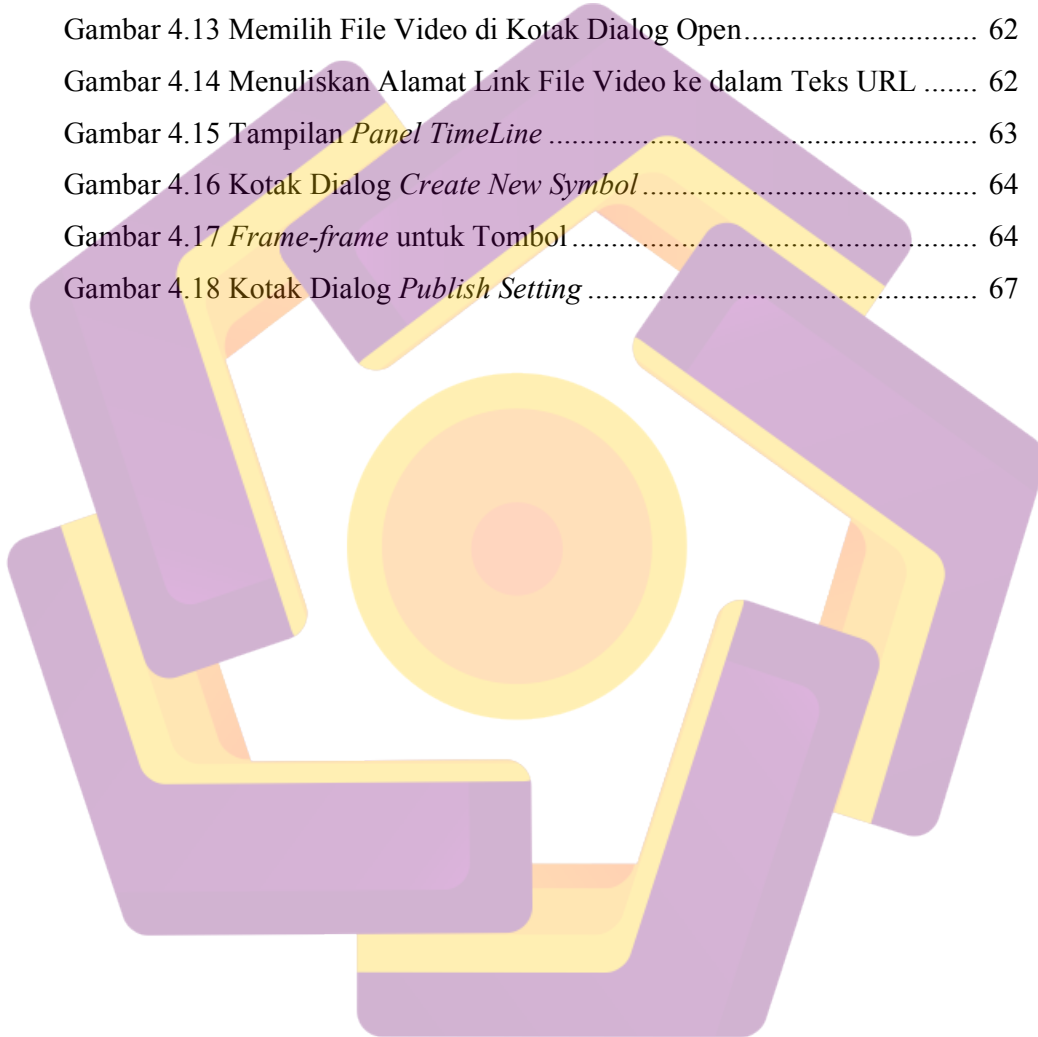 Gambar 4.13 Memilih File Video di Kotak Dialog Open.............................. 62
Gambar 4.14 Menuliskan Alamat Link File Video ke dalam Teks URL ....... 62
Gambar 4.15 Tampilan Panel TimeLine ....................................................... 63
Gambar 4.16 Kotak Dialog Create New Symbol ........................................... 64
Gambar 4.17 Frame-frame untuk Tombol .................................................... 64
Gambar 4.18 Kotak Dialog Publish Setting .................................................. 67